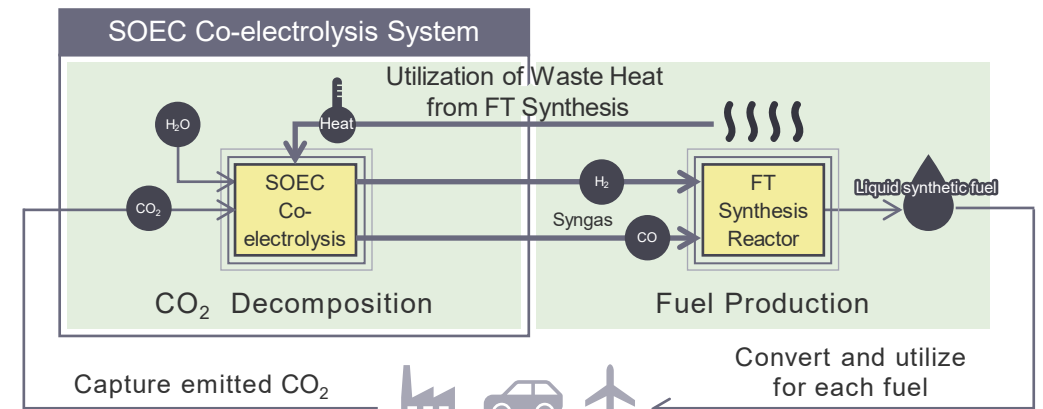 SOEC Co-electrolysis System
Utilization of Waste Heat
from FT Synthesis
H₂O
Heat
CO₂
SOEC
Co-
electrolysis
H₂
Syngas
CO
FT
Synthesis
Reactor
Liquid synthetic fuel
CO₂ Decomposition
Fuel Production
Capture emitted CO₂
Convert and utilize
for each fuel